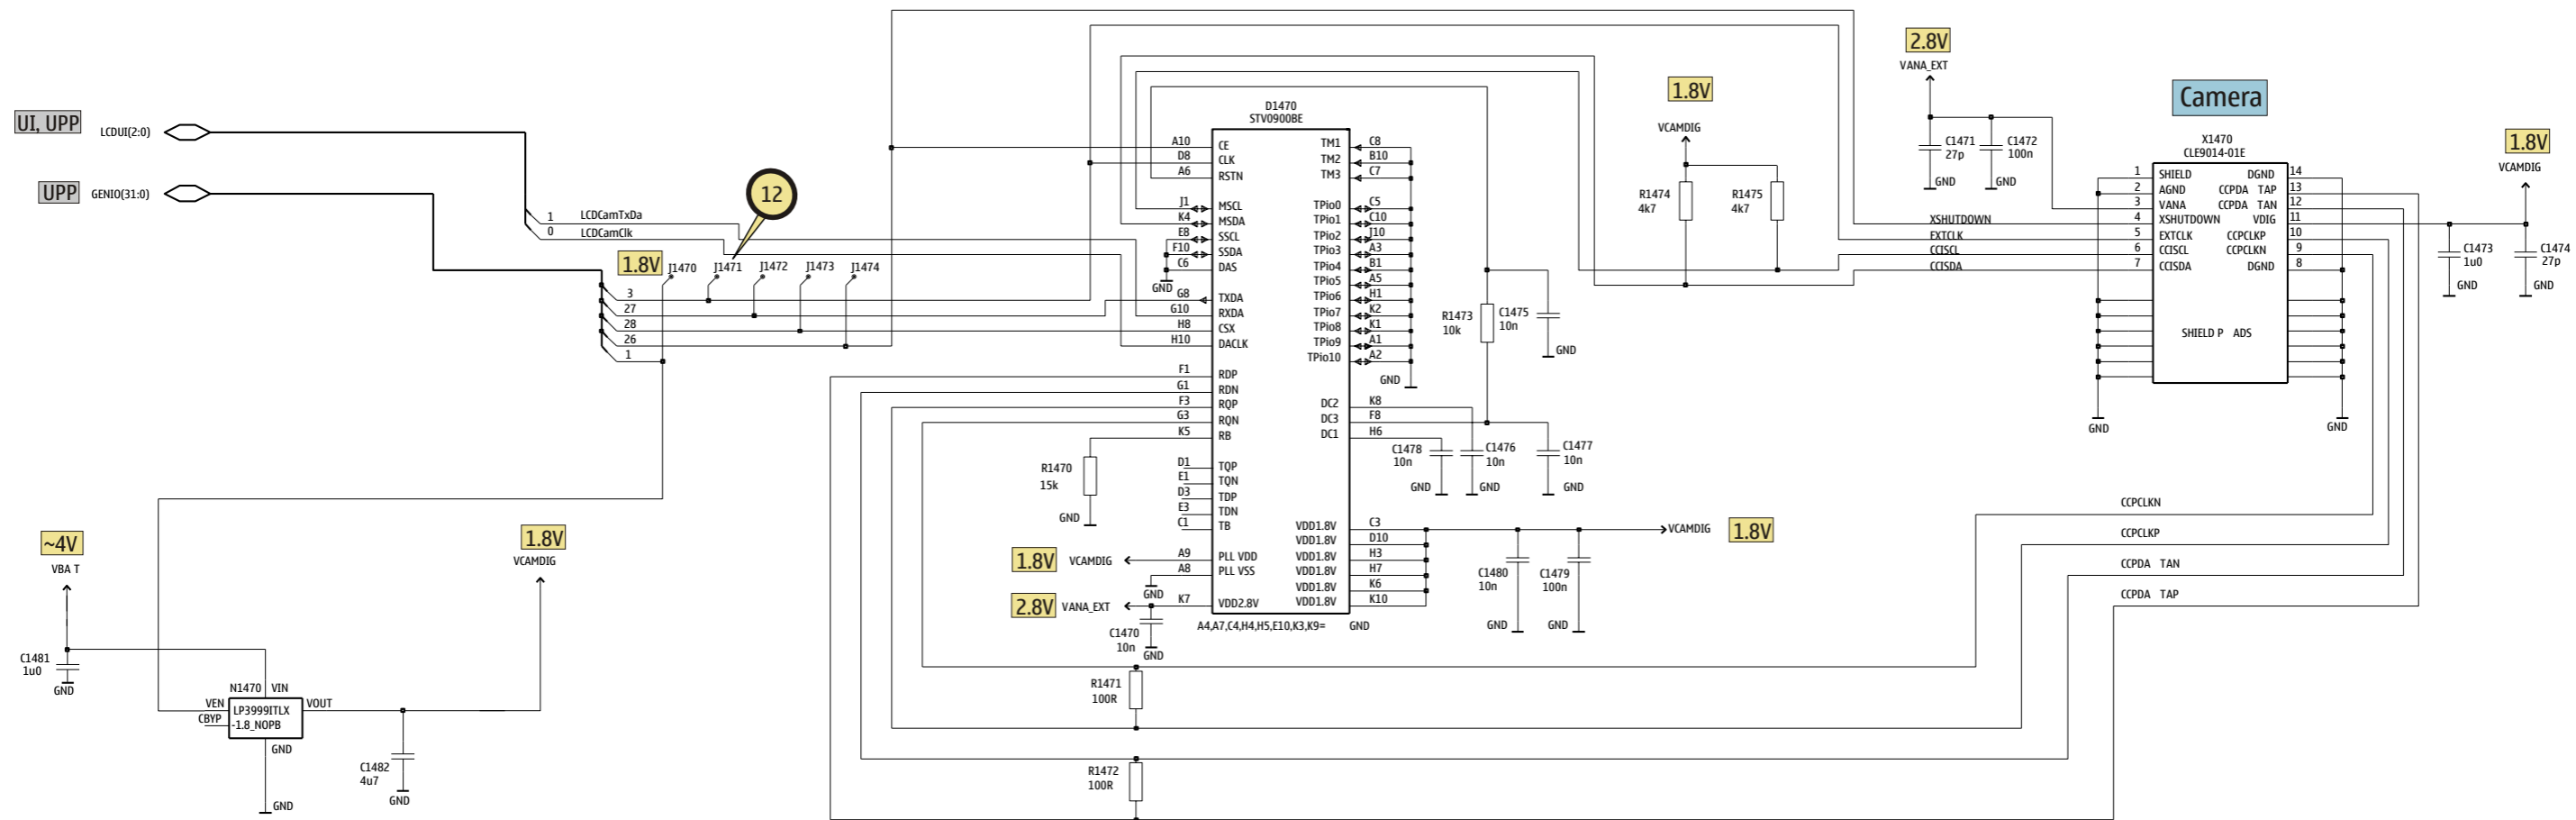 UI, UPP
LCDUI(2:0)
UPP
GENIO(31:0)
1 LCDCamTxDa
0 LCDCamClk
12
1.8V
J1470
J1471
J1472
J1473
J1474
3
27
28
26
1
~4V
VBA T
C1481
1u0
GND
N1470
VIN
VEN
CBYP
LP3999ITLX
-1.8_NOPB
VOUT
GND
GND
1.8V
VCAMDIG
C1482
4u7
GND
D1470
STV0900BE
A10 CE
D8 CLK
A6 RSTN
J1 MSCL
K4 MSDA
E8 SSCL
F10 SSDA
C6 DAS
GND
G8 TXDA
G10 RXDA
H8 CSX
H10 DACLK
F1 RDP
G1 RDN
F3 RQP
G3 RQN
K5 RB
R1470
15k
GND
D1 TQP
E1 TQN
D3 TDP
E3 TDN
C1 TB
1.8V
VCAMDIG
A9 PLL VDD
A8 PLL VSS
GND
2.8V
VANA_EXT
K7 VDD2.8V
C1470
10n
GND
A4,A7,C4,H4,H5,E10,K3,K9= GND
TM1 C8
TM2 B10
TM3 C7
TPio0 C5
TPio1 C10
TPio2 J10
TPio3 A3
TPio4 B1
TPio5 A5
TPio6 H1
TPio7 K2
TPio8 K1
TPio9 A1
TPio10 A2
GND
DC2 K8
DC3 F8
DC1 H6
VDD1.8V C3
VDD1.8V D10
VDD1.8V H3
VDD1.8V H7
VDD1.8V K6
VDD1.8V K10
R1473
10k
C1475
10n
GND
C1478
10n
GND
C1476
10n
GND
C1477
10n
GND
VCAMDIG
1.8V
C1480
10n
GND
C1479
100n
GND
R1471
100R
R1472
100R
1.8V
VCAMDIG
R1474
4k7
R1475
4k7
2.8V
VANA_EXT
C1471
27p
GND
C1472
100n
GND
XSHUTDOWN
EXTCLK
CCISCL
CCISDA
Camera
X1470
CLE9014-01E
1 SHIELD
2 AGND
3 VANA
4 XSHUTDOWN
5 EXTCLK
6 CCISCL
7 CCISDA
DGND 14
CCPDA TAP 13
CCPDA TAN 12
VDIG 11
CCPCLKP 10
CCPCLKN 9
DGND 8
SHIELD P ADS
GND
GND
1.8V
VCAMDIG
C1473
1u0
GND
C1474
27p
GND
CCPCLKN
CCPCLKP
CCPDA TAN
CCPDA TAP